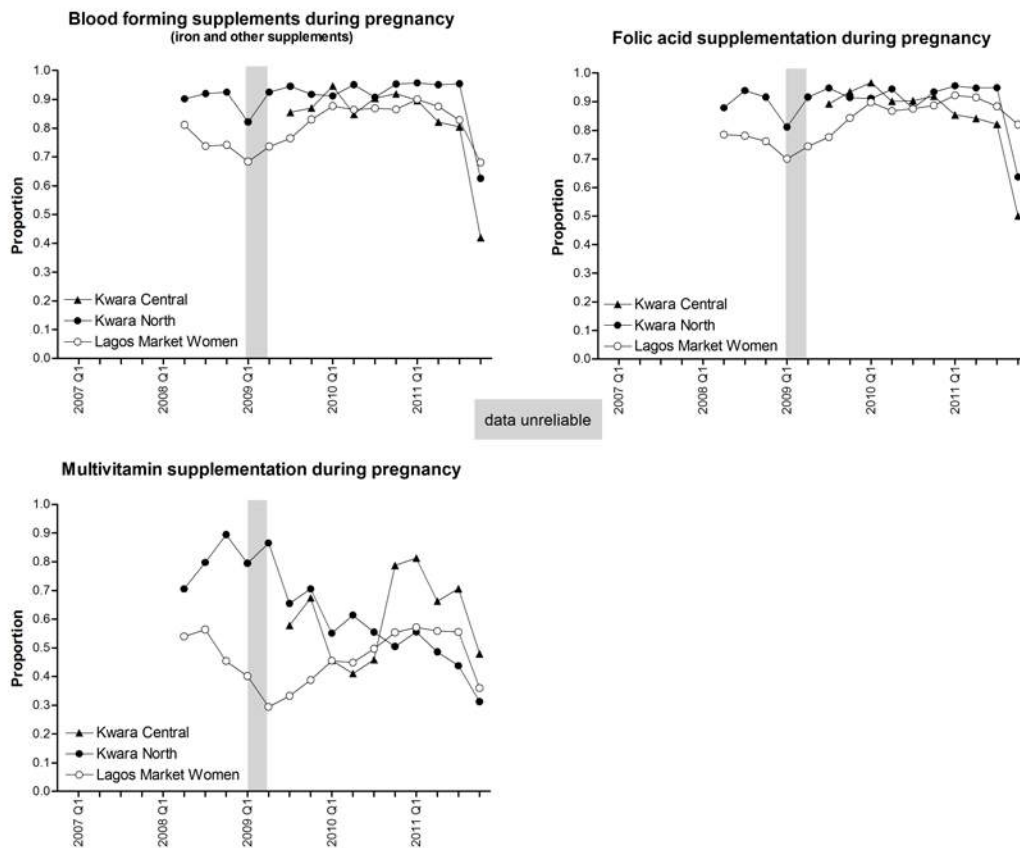 Blood forming supplements during pregnancy
(iron and other supplements)
Proportion
1.0
0.9
0.8
0.7
0.6
0.5
0.4
0.3
0.2
0.1
0.0
Kwara Central
Kwara North
Lagos Market Women
2007 Q1
2008 Q1
2009 Q1
2010 Q1
2011 Q1
Folic acid supplementation during pregnancy
Proportion
1.0
0.9
0.8
0.7
0.6
0.5
0.4
0.3
0.2
0.1
0.0
Kwara Central
Kwara North
Lagos Market Women
2007 Q1
2008 Q1
2009 Q1
2010 Q1
2011 Q1
data unreliable
Multivitamin supplementation during pregnancy
Proportion
1.0
0.9
0.8
0.7
0.6
0.5
0.4
0.3
0.2
0.1
0.0
Kwara Central
Kwara North
Lagos Market Women
2007 Q1
2008 Q1
2009 Q1
2010 Q1
2011 Q1